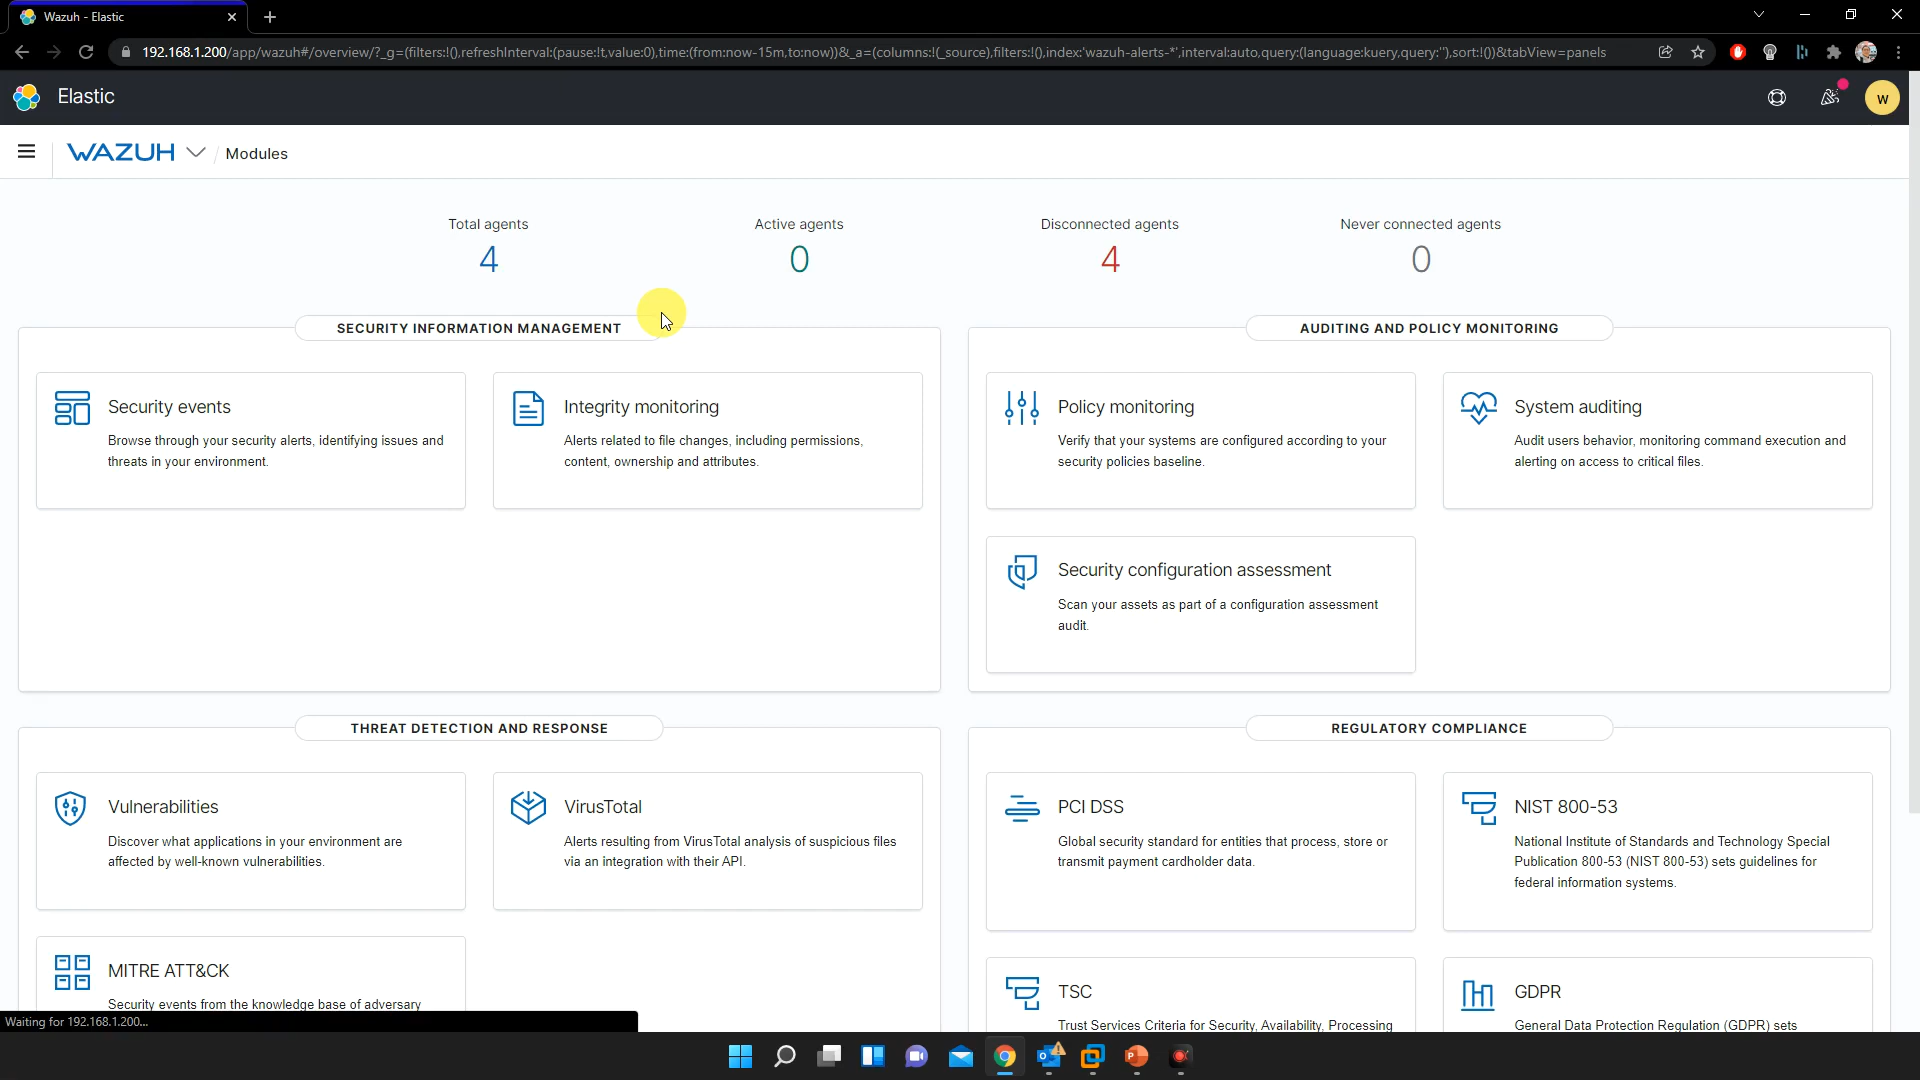 Wazuh - Elastic
192.168.1.200/app/wazuh#/overview/?_g=(filters:!(),refreshInterval:(pause:!t,value:0),time:(from:now-15m,to:now))&_a=(columns:!(_source),filters:!(),index:'wazuh-alerts-*',interval:auto,query:(language:kuery,query:''),sort:!())&tabView=panels
Elastic
w
WAZUH / Modules
Total agents
4
Active agents
0
Disconnected agents
4
Never connected agents
0
SECURITY INFORMATION MANAGEMENT
Security events
Browse through your security alerts, identifying issues and
threats in your environment.
Integrity monitoring
Alerts related to file changes, including permissions,
content, ownership and attributes.
AUDITING AND POLICY MONITORING
Policy monitoring
Verify that your systems are configured according to your
security policies baseline.
System auditing
Audit users behavior, monitoring command execution and
alerting on access to critical files.
Security configuration assessment
Scan your assets as part of a configuration assessment
audit.
THREAT DETECTION AND RESPONSE
Vulnerabilities
Discover what applications in your environment are
affected by well-known vulnerabilities.
VirusTotal
Alerts resulting from VirusTotal analysis of suspicious files
via an integration with their API.
MITRE ATT&CK
Security events from the knowledge base of adversary
REGULATORY COMPLIANCE
PCI DSS
Global security standard for entities that process, store or
transmit payment cardholder data.
NIST 800-53
National Institute of Standards and Technology Special
Publication 800-53 (NIST 800-53) sets guidelines for
federal information systems.
TSC
Trust Services Criteria for Security, Availability, Processing
GDPR
General Data Protection Regulation (GDPR) sets
Waiting for 192.168.1.200...